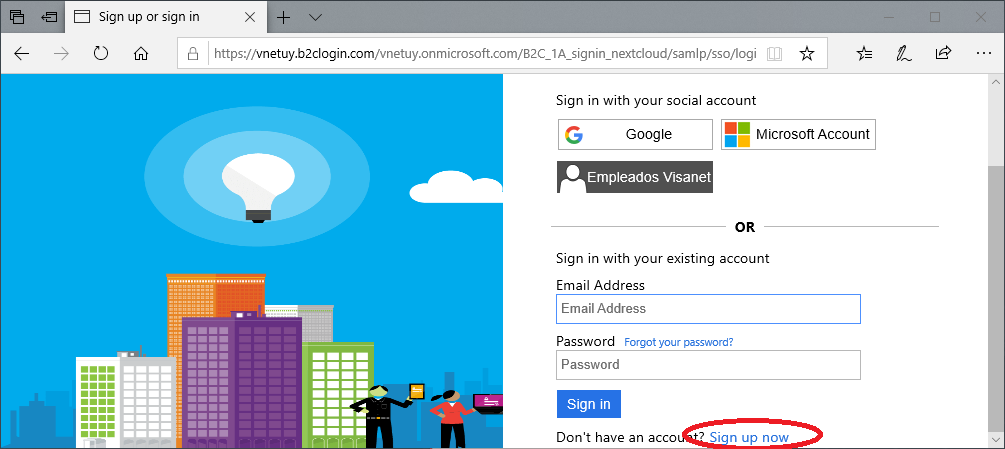 Sign up or sign in
https://vnetuy.b2clogin.com/vnetuy.onmicrosoft.com/B2C_1A_signin_nextcloud/samlp/sso/logi
Sign in with your social account
Google
Microsoft Account
Empleados Visanet
OR
Sign in with your existing account
Email Address
Email Address
Password Forgot your password?
Password
Sign in
Don't have an account? Sign up now